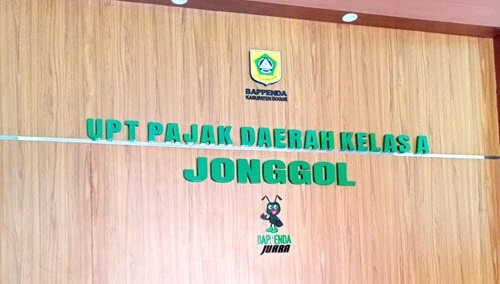 BAPPENDA
KABUPATEN BOGOR
UPT PAJAK DAERAH KELAS A
JONGGOL
BAPPENDA
JUARA